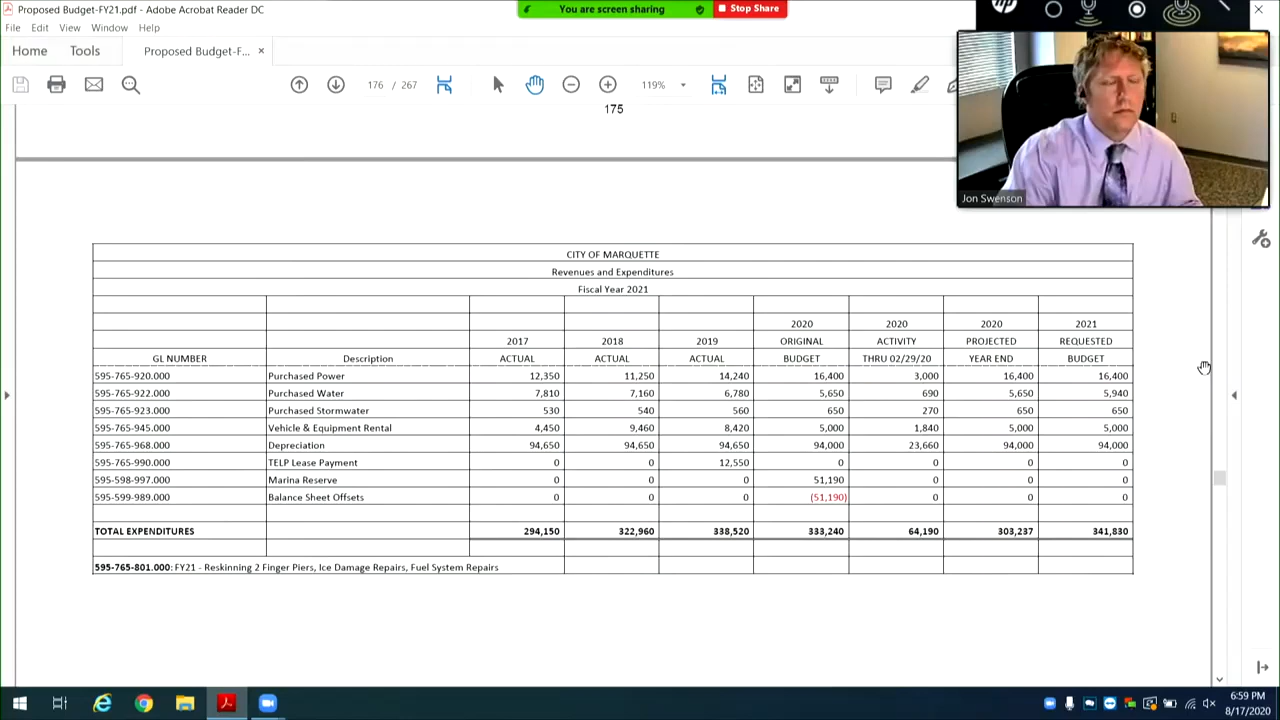 Proposed Budget-FY21.pdf - Adobe Acrobat Reader DC
You are screen sharing
Stop Share
File Edit View Window Help
Home Tools Proposed Budget-F... ×
176 / 267
119%
175
Jon Swenson
CITY OF MARQUETTE
Revenues and Expenditures
Fiscal Year 2021
2020 2020 2020 2021
2017 2018 2019 ORIGINAL ACTIVITY PROJECTED REQUESTED
GL NUMBER Description ACTUAL ACTUAL ACTUAL BUDGET THRU 02/29/20 YEAR END BUDGET
595-765-920.000 Purchased Power 12,350 11,250 14,240 16,400 3,000 16,400 16,400
595-765-922.000 Purchased Water 7,810 7,160 6,780 5,650 690 5,650 5,940
595-765-923.000 Purchased Stormwater 530 540 560 650 270 650 650
595-765-945.000 Vehicle & Equipment Rental 4,450 9,460 8,420 5,000 1,840 5,000 5,000
595-765-968.000 Depreciation 94,650 94,650 94,650 94,000 23,660 94,000 94,000
595-765-990.000 TELP Lease Payment 0 0 12,550 0 0 0 0
595-598-997.000 Marina Reserve 0 0 0 51,190 0 0 0
595-599-989.000 Balance Sheet Offsets 0 0 0 (51,190) 0 0 0
TOTAL EXPENDITURES 294,150 322,960 338,520 333,240 64,190 303,237 341,830
595-765-801.000: FY21 - Reskinning 2 Finger Piers, Ice Damage Repairs, Fuel System Repairs
6:59 PM
8/17/2020